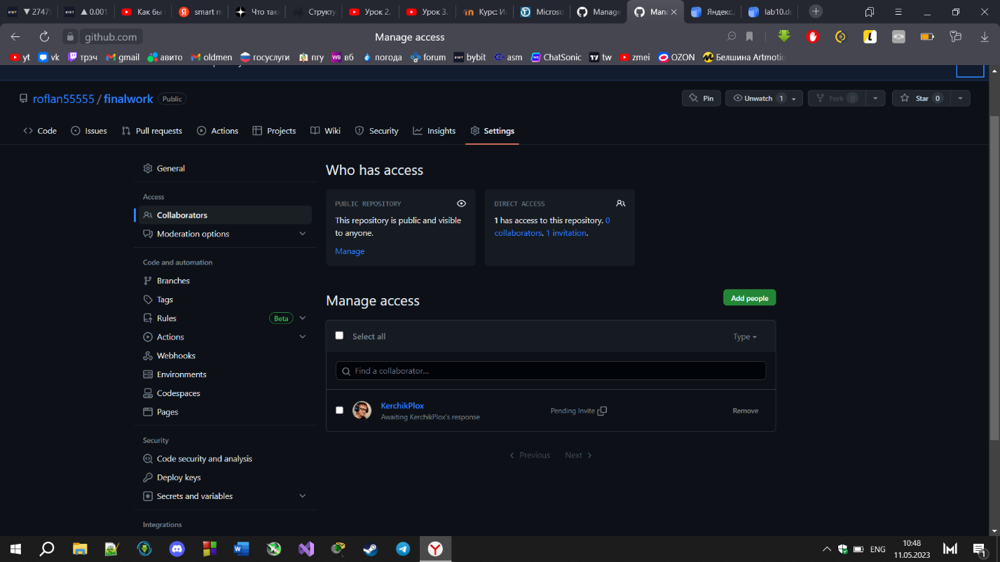 ▼2747
▲0.001
Как бы
smart m
Что так
Структу
Урок 2.
Урок 3.
Курс: И
Microso
Manage
Mana
Яндекс.
lab10.do
github.com
Manage access
yt
vk
трэч
gmail
авито
oldmen
госуслуги
пгу
вб
погода
forum
bybit
asm
ChatSonic
tw
zmei
OZON
Белшина Artmotio
roflan55555 / finalwork Public
Pin
Unwatch 1
Fork 0
Star 0
Code
Issues
Pull requests
Actions
Projects
Wiki
Security
Insights
Settings
General
Access
Collaborators
Moderation options
Code and automation
Branches
Tags
Rules Beta
Actions
Webhooks
Environments
Codespaces
Pages
Security
Code security and analysis
Deploy keys
Secrets and variables
Integrations
Who has access
PUBLIC REPOSITORY
This repository is public and visible
to anyone.
Manage
DIRECT ACCESS
1 has access to this repository. 0
collaborators. 1 invitation.
Manage access
Add people
Select all
Type
Find a collaborator...
KerchikPlox
Awaiting KerchikPlox's response
Pending Invite
Remove
Previous
Next
ENG
10:48
11.05.2023
1